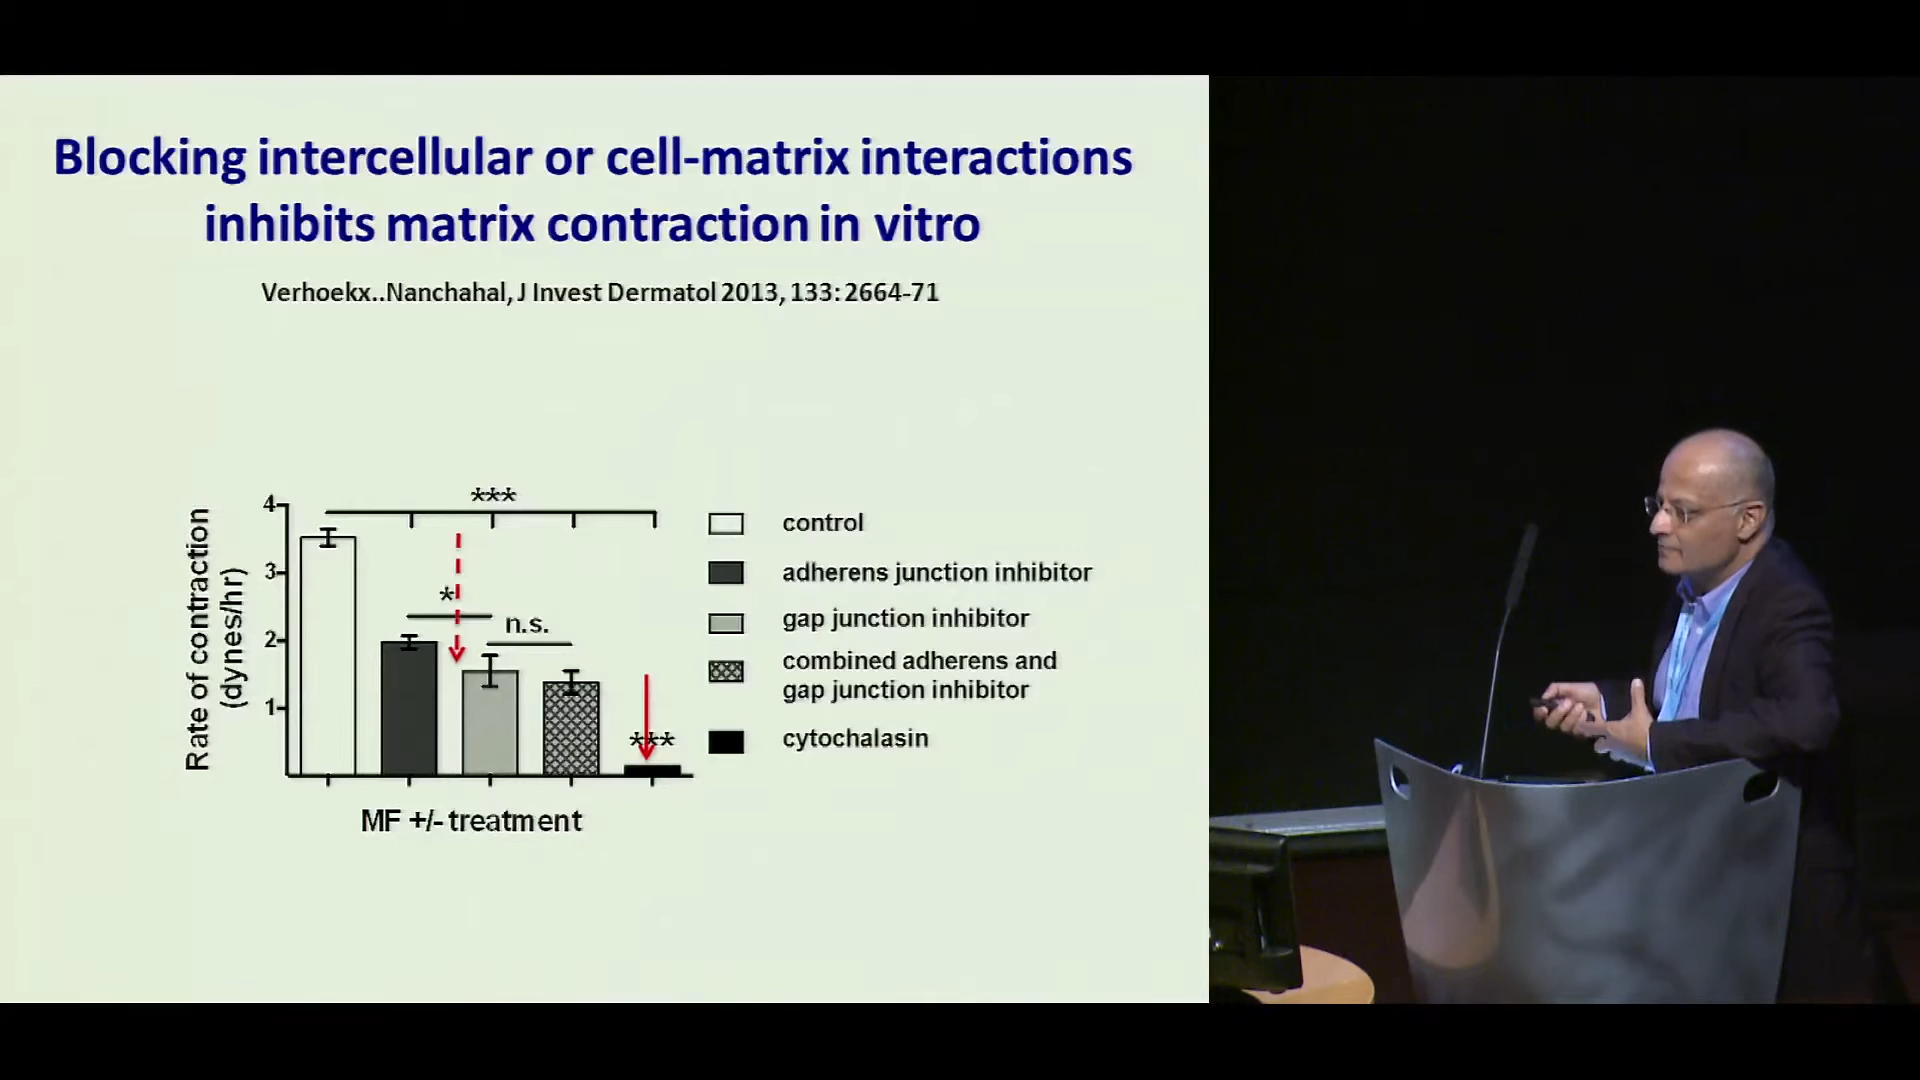 Blocking intercellular or cell-matrix interactions
inhibits matrix contraction in vitro
Verhoekx..Nanchahal, J Invest Dermatol 2013, 133: 2664-71
Rate of contraction
(dynes/hr)
4
3
2
1
***
*
n.s.
***
MF +/- treatment
control
adherens junction inhibitor
gap junction inhibitor
combined adherens and
gap junction inhibitor
cytochalasin